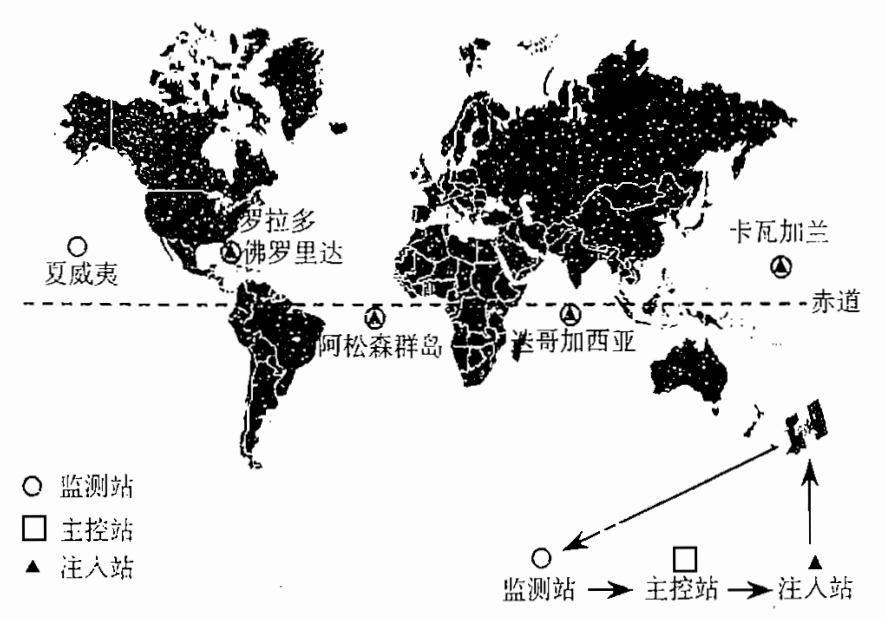 罗拉多
佛罗里达
夏威夷
卡瓦加兰
赤道
阿松森群岛
迭哥加西亚
监测站
主控站
注入站
监测站
主控站
注入站